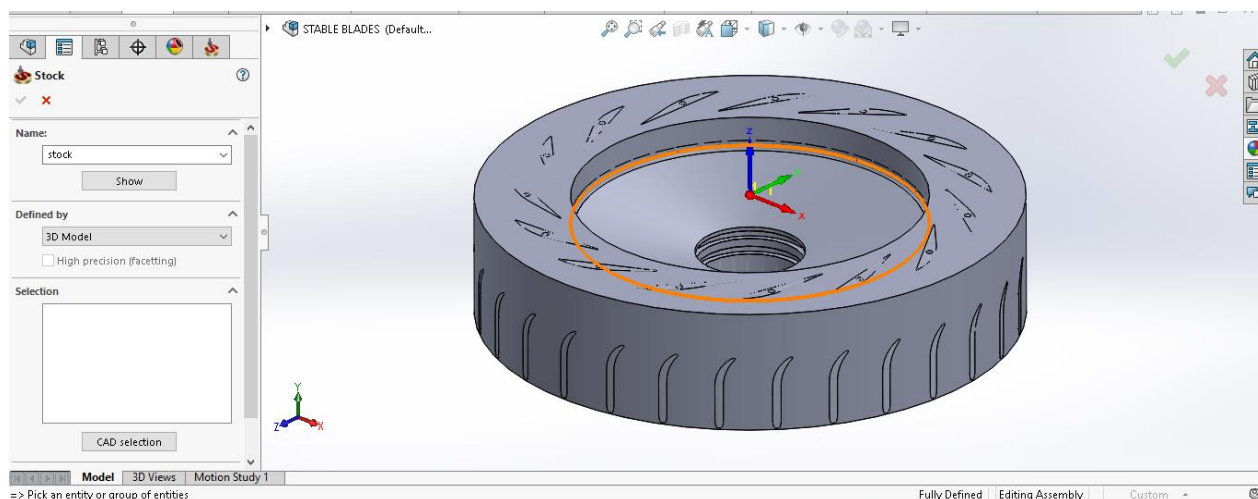 STABLE BLADES (Default...
Stock
Name:
stock
Show
Defined by
3D Model
High precision (facetting)
Selection
CAD selection
Z
X
Y
Z
X
Model
3D Views
Motion Study 1
=> Pick an entity or group of entities
Fully Defined
Editing Assembly
Custom